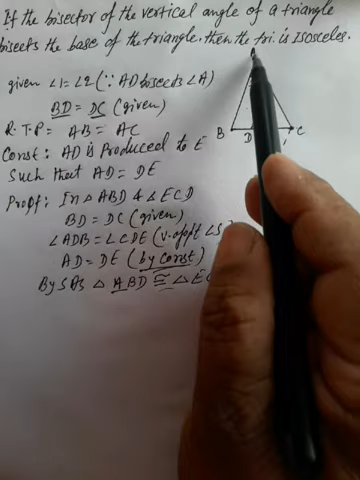 If the bisector of the vertical angle of a triangle
bisects the base of the triangle, then the tri. is Isosceles.
given ∠1 = ∠2 (∵ AD bisects ∠A)
BD = DC (given)
R.T.P = AB = AC
Const: AD is Produced to E
Such that AD = DE
B D C
Proof: In △ ABD & △ ECD
BD = DC (given)
∠ADB = ∠CDE (v.oppt ∠s)
AD = DE (by Const)
By SAS △ ABD ≅ △ EC